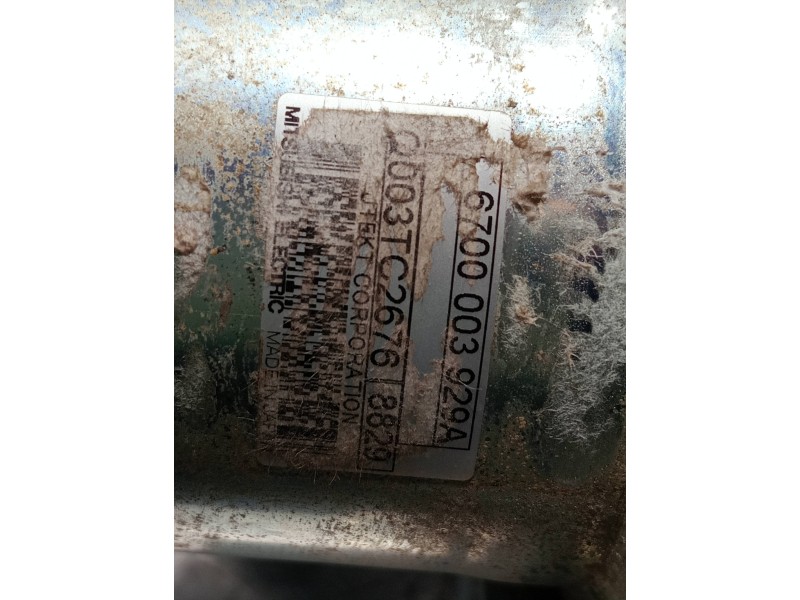 6700 003 929A
Q003TC2676 8829
JTEKT CORPORATION
MITSUBISHI ELECTRIC MADE IN